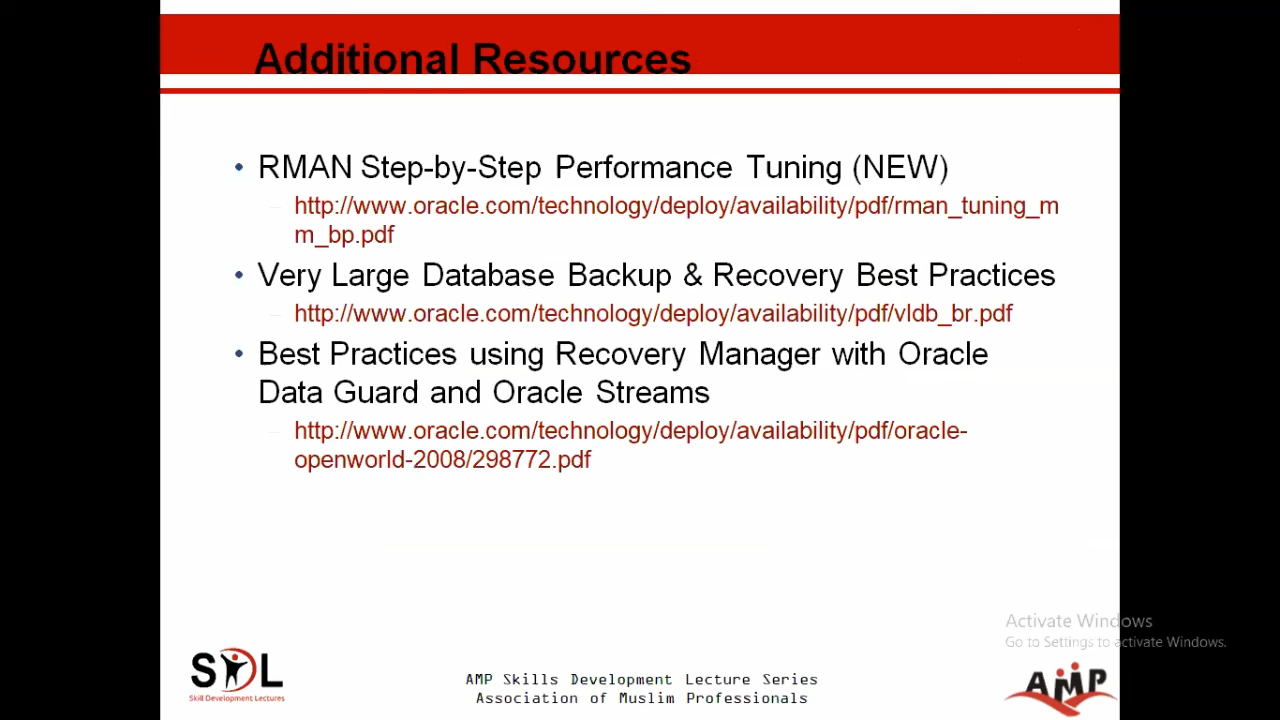 Additional Resources
• RMAN Step-by-Step Performance Tuning (NEW)
– http://www.oracle.com/technology/deploy/availability/pdf/rman_tuning_m
m_bp.pdf
• Very Large Database Backup & Recovery Best Practices
– http://www.oracle.com/technology/deploy/availability/pdf/vldb_br.pdf
• Best Practices using Recovery Manager with Oracle
Data Guard and Oracle Streams
– http://www.oracle.com/technology/deploy/availability/pdf/oracle-
openworld-2008/298772.pdf
Activate Windows
Go to Settings to activate Windows.
SDL
Skill Development Lectures
AMP Skills Development Lecture Series
Association of Muslim Professionals
AMP